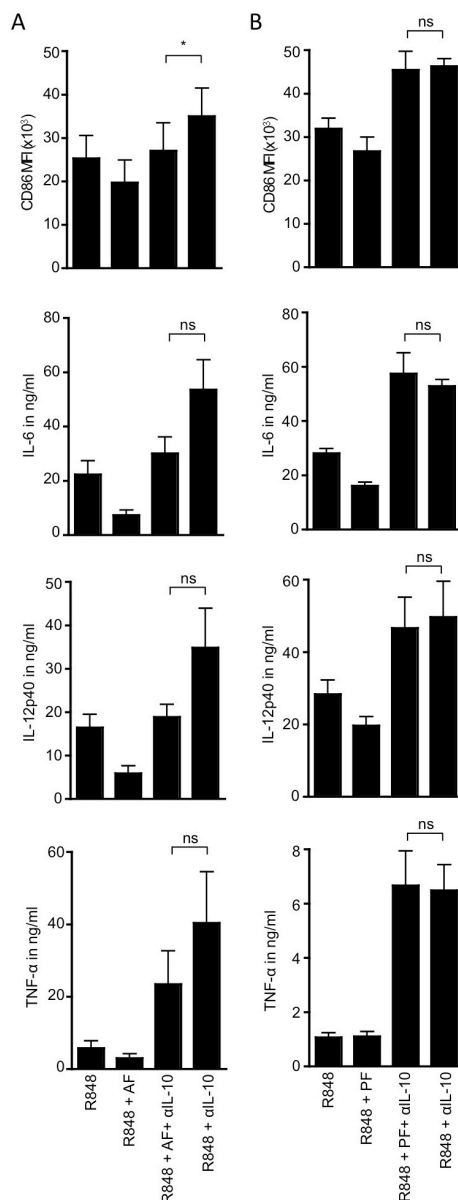 A
B
*
50
40
30
20
10
0
CD86 MFI(x10³)
ns
50
40
30
20
10
0
CD86 MFI(x10³)
ns
80
60
40
20
0
IL-6 in ng/ml
ns
80
60
40
20
0
IL-6 in ng/ml
ns
50
40
30
20
10
0
IL-12p40 in ng/ml
ns
60
40
20
0
IL-12p40 in ng/ml
ns
60
40
20
0
TNF-α in ng/ml
R848
R848 + AF
R848 + AF+ αIL-10
R848 + αIL-10
ns
8
6
4
2
0
TNF-α in ng/ml
R848
R848 + PF
R848 + PF+ αIL-10
R848 + αIL-10